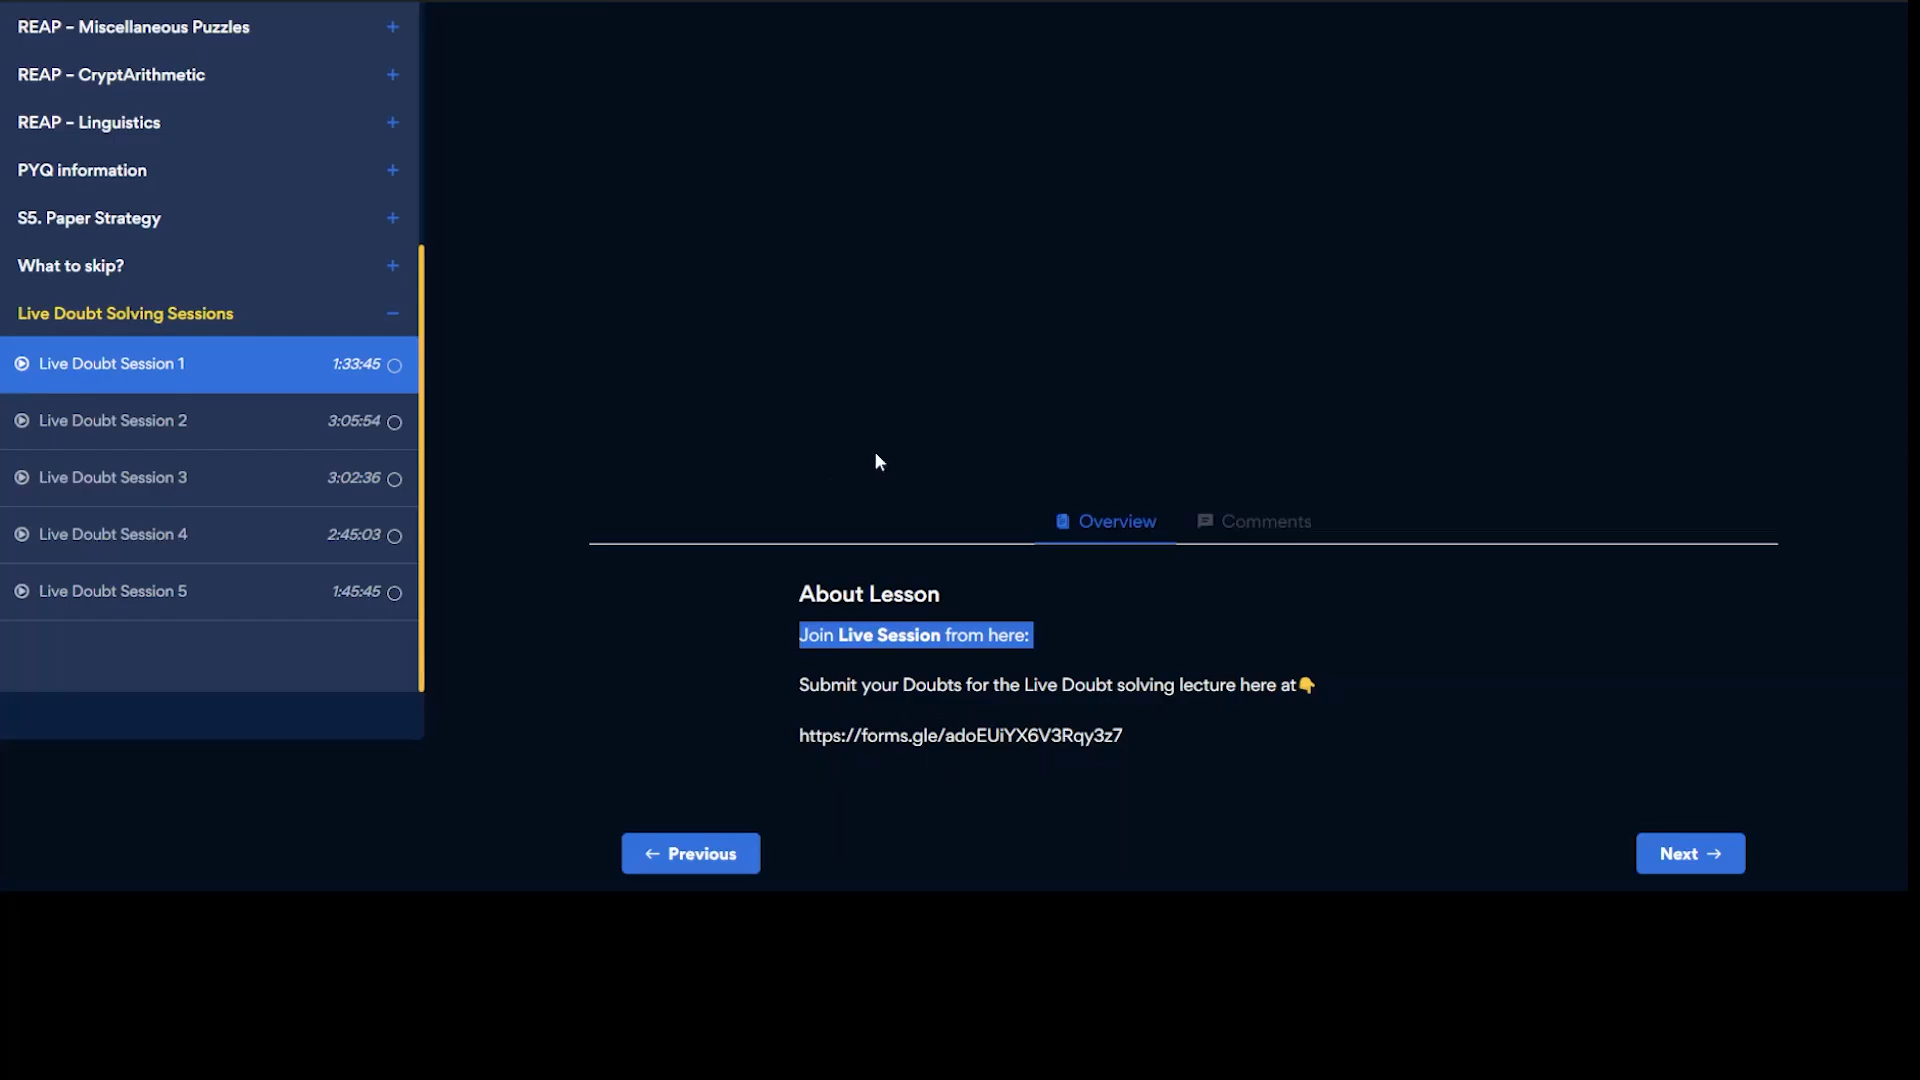 REAP - Miscellaneous Puzzles +
REAP - CryptArithmetic +
REAP - Linguistics +
PYQ information +
S5. Paper Strategy +
What to skip? +
Live Doubt Solving Sessions −
Live Doubt Session 1 1:33:45
Live Doubt Session 2 3:05:54
Live Doubt Session 3 3:02:36
Live Doubt Session 4 2:45:03
Live Doubt Session 5 1:45:45
Overview Comments
About Lesson
Join Live Session from here:
Submit your Doubts for the Live Doubt solving lecture here at👇
https://forms.gle/adoEUiYX6V3Rqy3z7
← Previous
Next →